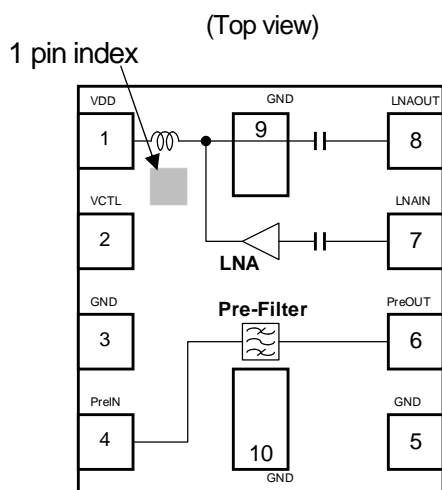 (Top view)
1 pin index
VDD
GND
LNAOUT
1
9
8
VCTL
LNAIN
2
7
LNA
GND
Pre-Filter
PreOUT
3
6
PreIN
GND
4
10
5
GND